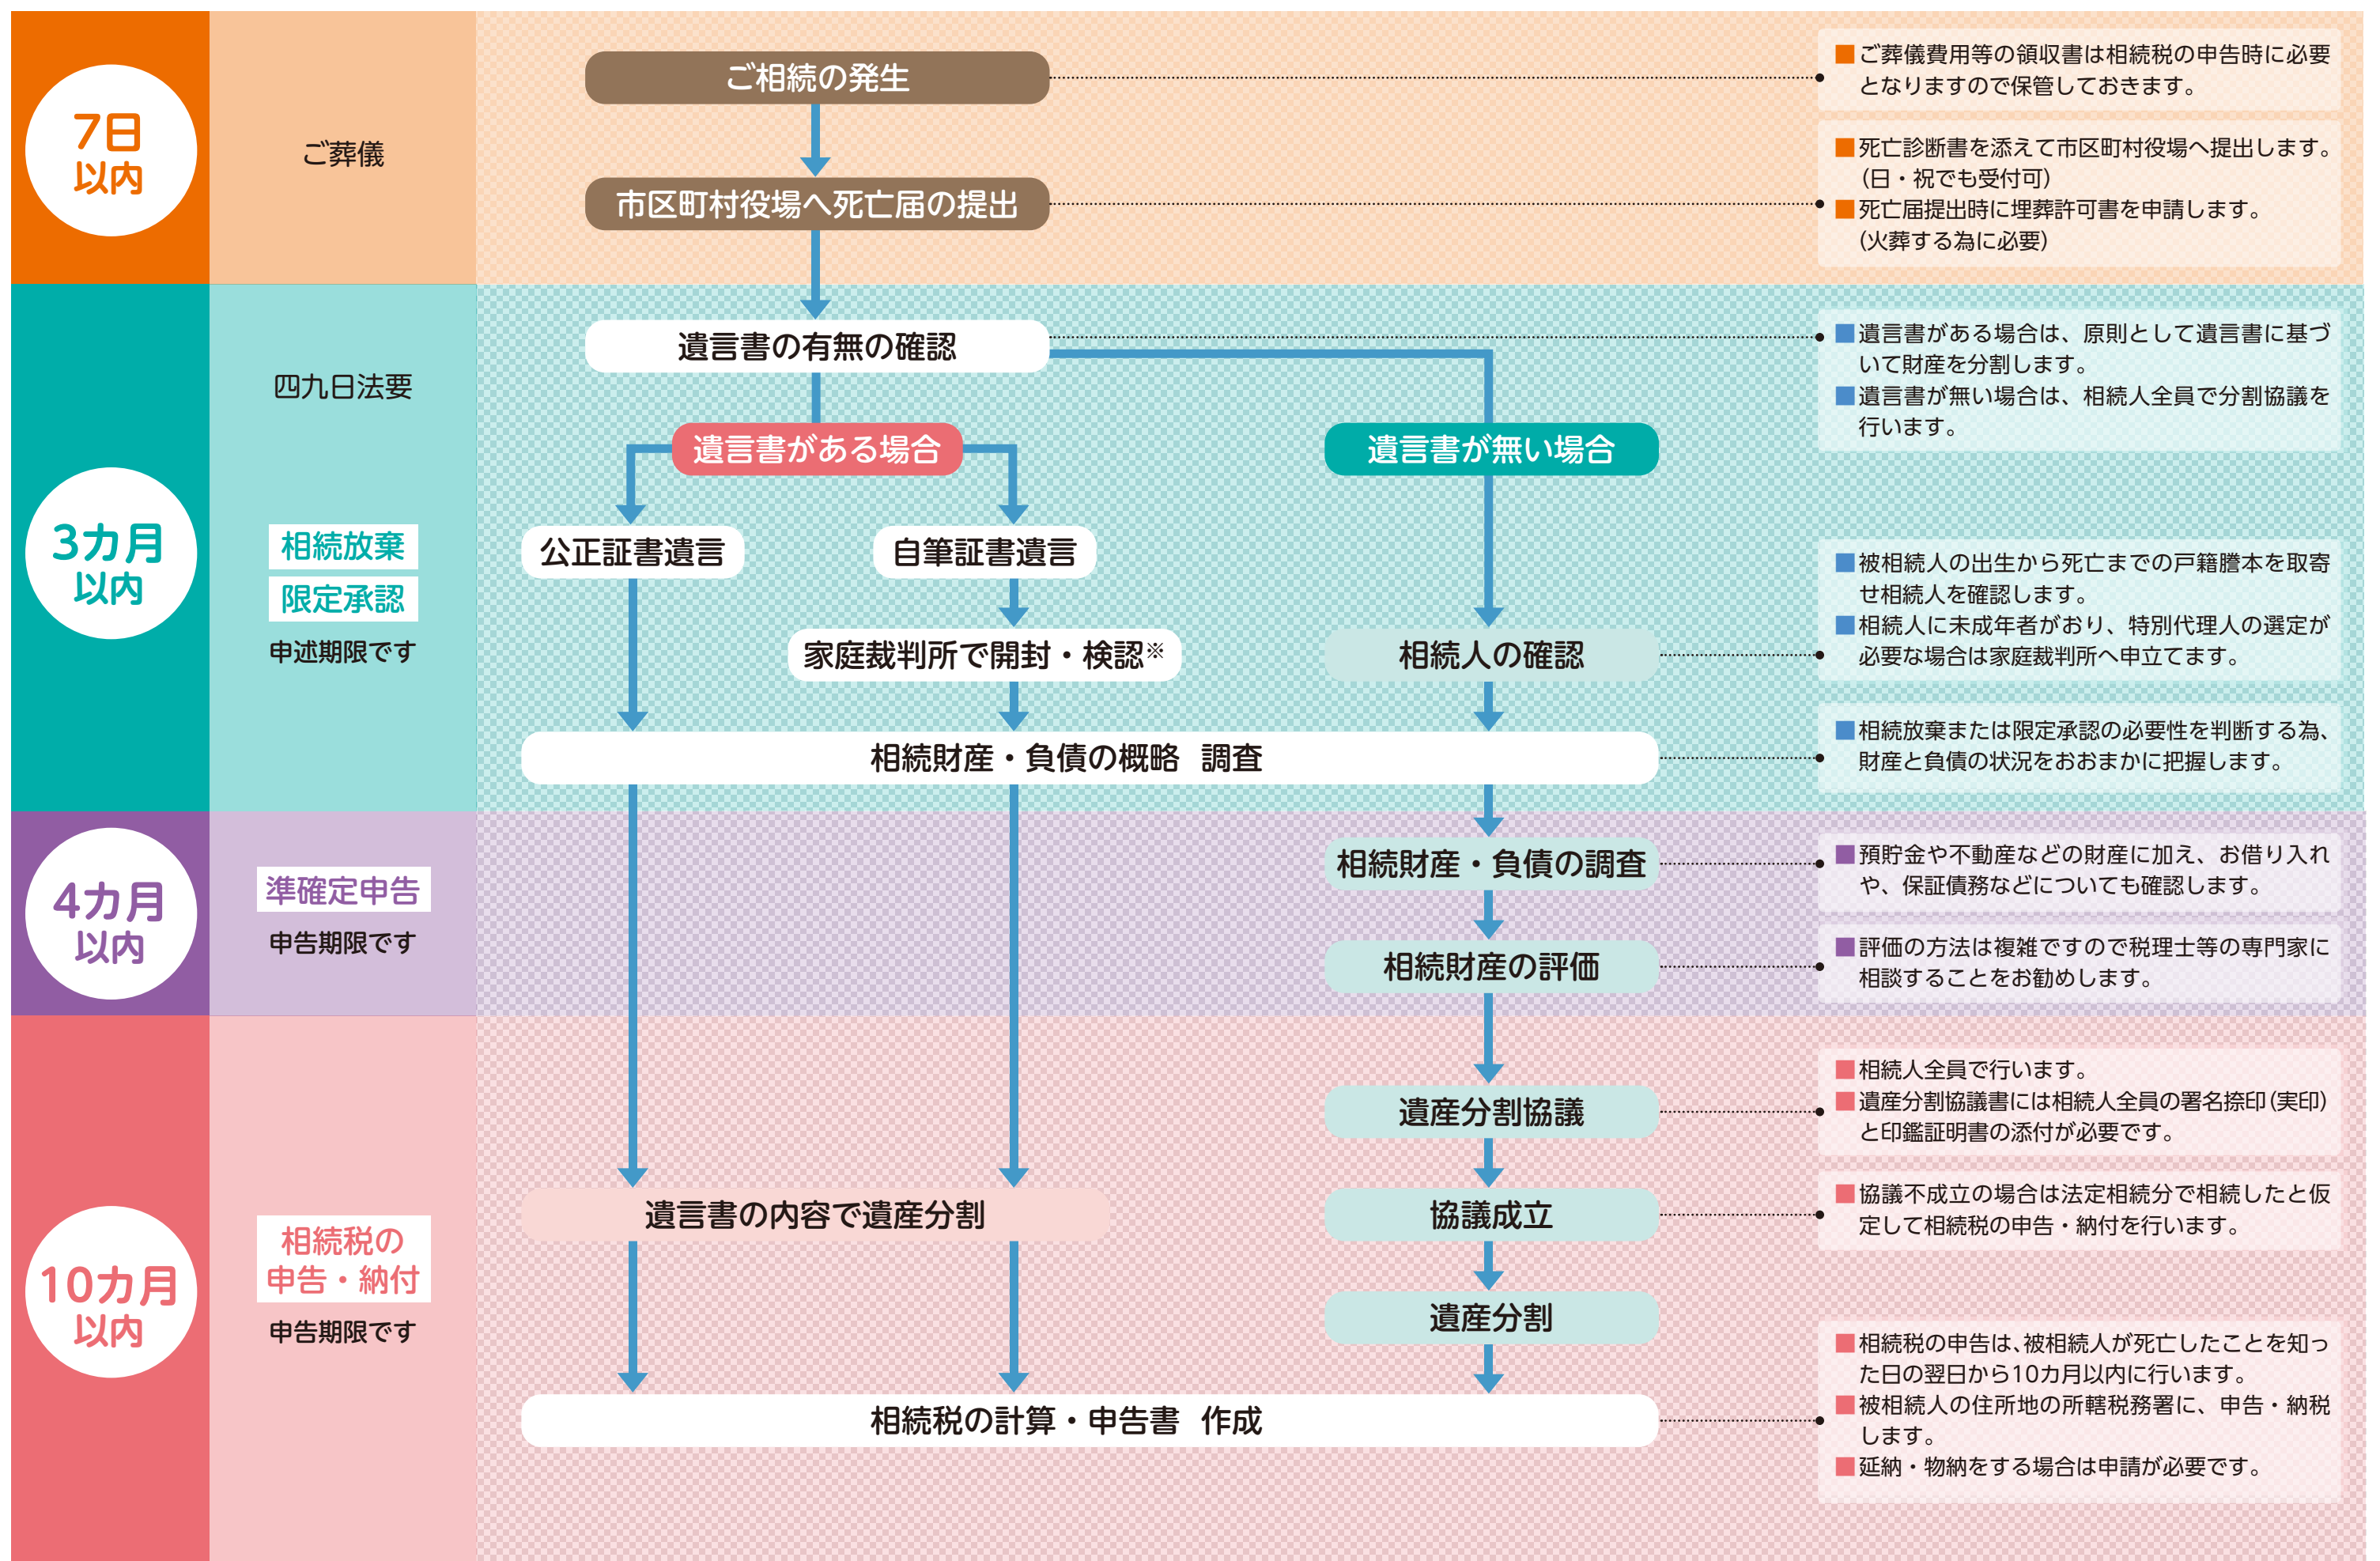 7日
以内
ご葬儀
ご相続の発生
■ご葬儀費用等の領収書は相続税の申告時に必要
となりますので保管しておきます。
市区町村役場へ死亡届の提出
■死亡診断書を添えて市区町村役場へ提出します。
(日・祝でも受付可)
■死亡届提出時に埋葬許可書を申請します。
(火葬する為に必要)
3カ月
以内
四九日法要
相続放棄
限定承認
申述期限です
遺言書の有無の確認
■遺言書がある場合は、原則として遺言書に基づ
いて財産を分割します。
■遺言書が無い場合は、相続人全員で分割協議を
行います。
遺言書がある場合
遺言書が無い場合
公正証書遺言
自筆証書遺言
家庭裁判所で開封・検認※
相続人の確認
■被相続人の出生から死亡までの戸籍謄本を取寄
せ相続人を確認します。
■相続人に未成年者がおり、特別代理人の選定が
必要な場合は家庭裁判所へ申立てます。
相続財産・負債の概略 調査
■相続放棄または限定承認の必要性を判断する為、
財産と負債の状況をおおまかに把握します。
4カ月
以内
準確定申告
申告期限です
相続財産・負債の調査
■預貯金や不動産などの財産に加え、お借り入れ
や、保証債務などについても確認します。
相続財産の評価
■評価の方法は複雑ですので税理士等の専門家に
相談することをお勧めします。
10カ月
以内
相続税の
申告・納付
申告期限です
遺産分割協議
■相続人全員で行います。
■遺産分割協議書には相続人全員の署名捺印(実印)
と印鑑証明書の添付が必要です。
遺言書の内容で遺産分割
協議成立
■協議不成立の場合は法定相続分で相続したと仮
定して相続税の申告・納付を行います。
遺産分割
相続税の計算・申告書 作成
■相続税の申告は、被相続人が死亡したことを知っ
た日の翌日から10カ月以内に行います。
■被相続人の住所地の所轄税務署に、申告・納税
します。
■延納・物納をする場合は申請が必要です。